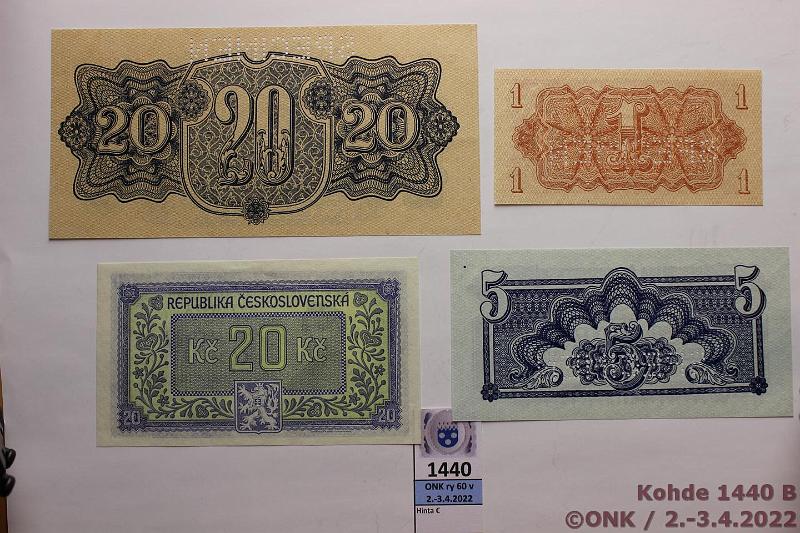 20 20 20
1 1
1
1 1
REPUBLIKA ČESKOSLOVENSKÁ
Kč 20 Kč
20 20
5 5
5
1440
ONK ry 60 v
2.-3.4.2022
Hinta €
Kohde 1440 B
©ONK / 2.-3.4.2022